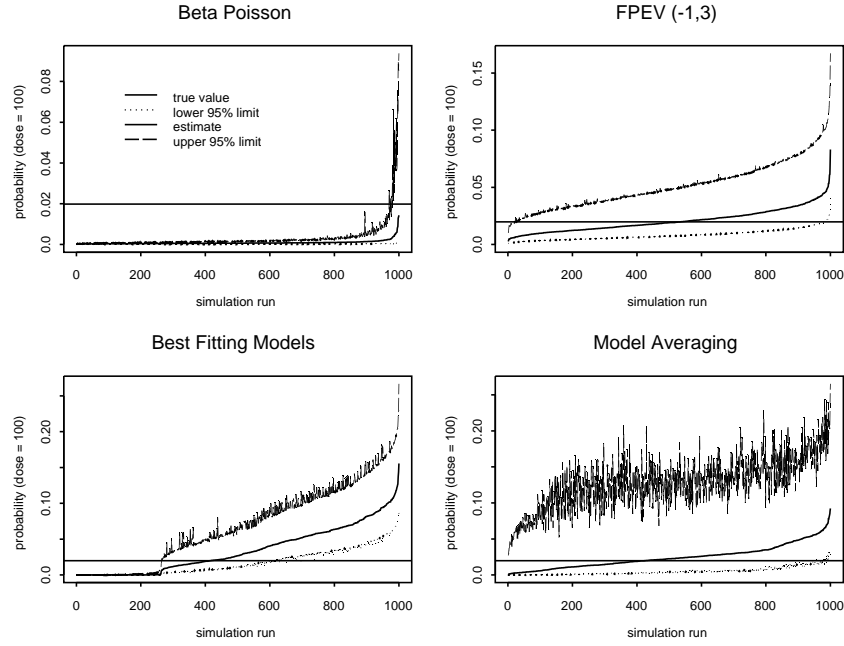 Beta Poisson
probability (dose = 100)
0.0 0.02 0.04 0.06 0.08
true value
lower 95% limit
estimate
upper 95% limit
0 200 400 600 800 1000
simulation run
FPEV (-1,3)
probability (dose = 100)
0.0 0.05 0.10 0.15
0 200 400 600 800 1000
simulation run
Best Fitting Models
probability (dose = 100)
0.0 0.10 0.20
0 200 400 600 800 1000
simulation run
Model Averaging
probability (dose = 100)
0.0 0.10 0.20
0 200 400 600 800 1000
simulation run